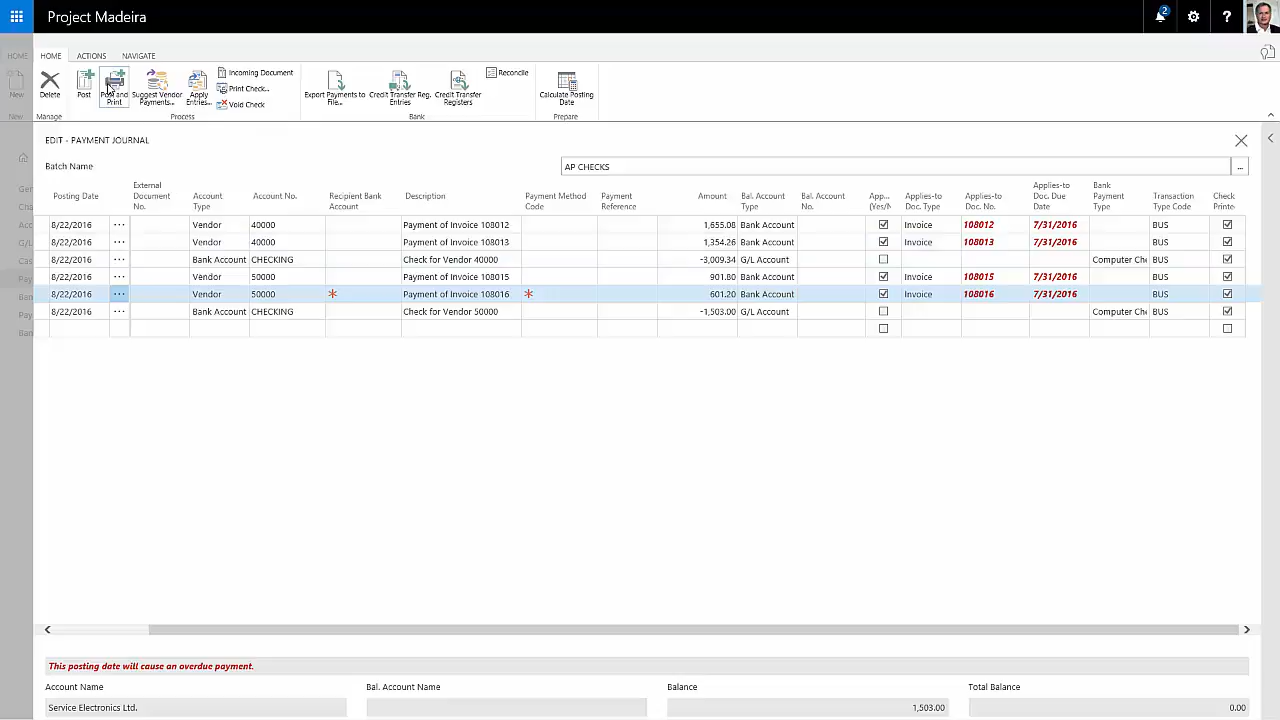 Project Madeira
2
?
HOME HOME ACTIONS NAVIGATE
New Delete Post Post and Print Suggest Vendor Payments... Apply Entries... Incoming Document Print Check... Void Check Export Payments to File... Credit Transfer Reg. Entries Credit Transfer Registers Reconcile Calculate Posting Date
New Manage Process Bank Prepare
EDIT - PAYMENT JOURNAL
Batch Name AP CHECKS ...
Posting Date External Document No. Account Type Account No. Recipient Bank Account Description Payment Method Code Payment Reference Amount Bal. Account Type Bal. Account No. App... (Yes/N Applies-to Doc. Type Applies-to Doc. No. Applies-to Doc. Due Date Bank Payment Type Transaction Type Code Check Printe
8/22/2016 ... Vendor 40000 Payment of Invoice 108012 1,655.08 Bank Account Invoice 108012 7/31/2016 BUS
8/22/2016 ... Vendor 40000 Payment of Invoice 108013 1,354.26 Bank Account Invoice 108013 7/31/2016 BUS
8/22/2016 ... Bank Account CHECKING Check for Vendor 40000 -3,009.34 G/L Account Computer Che BUS
8/22/2016 ... Vendor 50000 Payment of Invoice 108015 901.80 Bank Account Invoice 108015 7/31/2016 BUS
8/22/2016 ... Vendor 50000 * Payment of Invoice 108016 * 601.20 Bank Account Invoice 108016 7/31/2016 BUS
8/22/2016 ... Bank Account CHECKING Check for Vendor 50000 -1,503.00 G/L Account Computer Che BUS
This posting date will cause an overdue payment.
Account Name Bal. Account Name Balance Total Balance
Service Electronics Ltd. 1,503.00 0.00